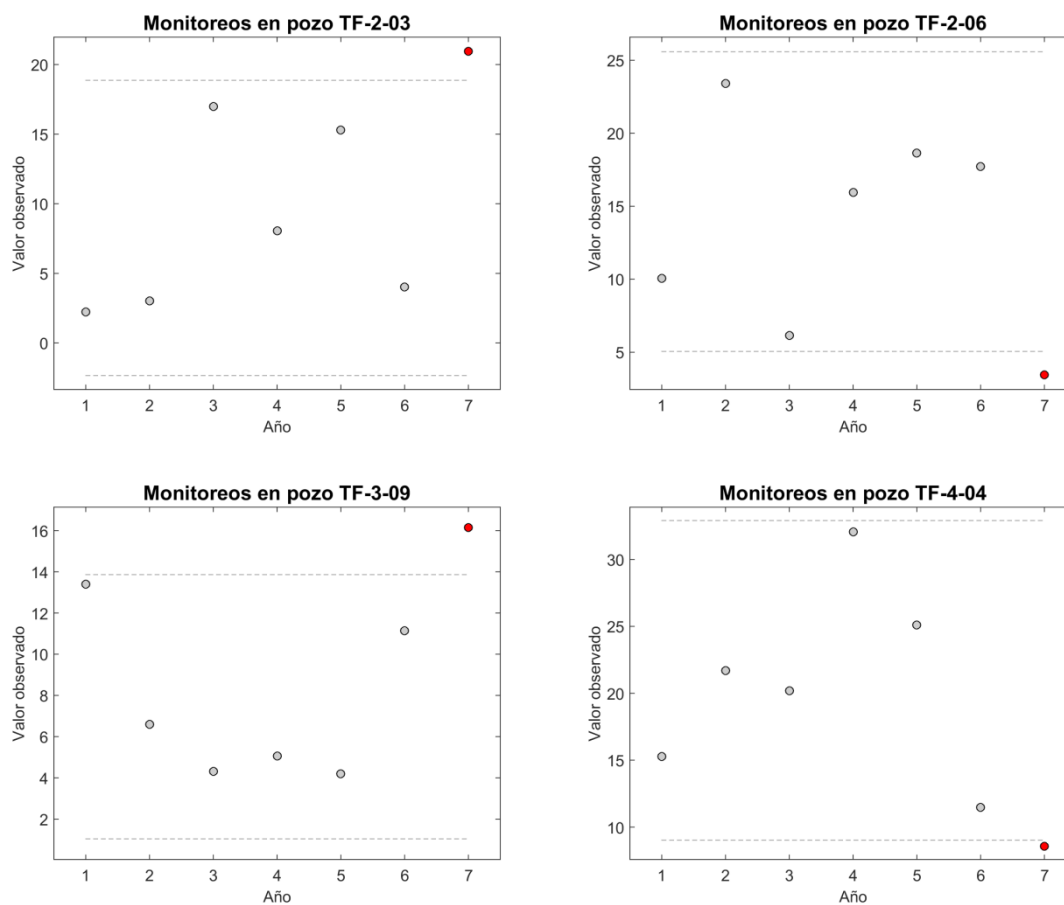 Monitoreos en pozo TF-2-03
Valor observado
20
15
10
5
0
1 2 3 4 5 6 7
Año
Monitoreos en pozo TF-2-06
Valor observado
25
20
15
10
5
1 2 3 4 5 6 7
Año
Monitoreos en pozo TF-3-09
Valor observado
16
14
12
10
8
6
4
2
1 2 3 4 5 6 7
Año
Monitoreos en pozo TF-4-04
Valor observado
30
25
20
15
10
1 2 3 4 5 6 7
Año